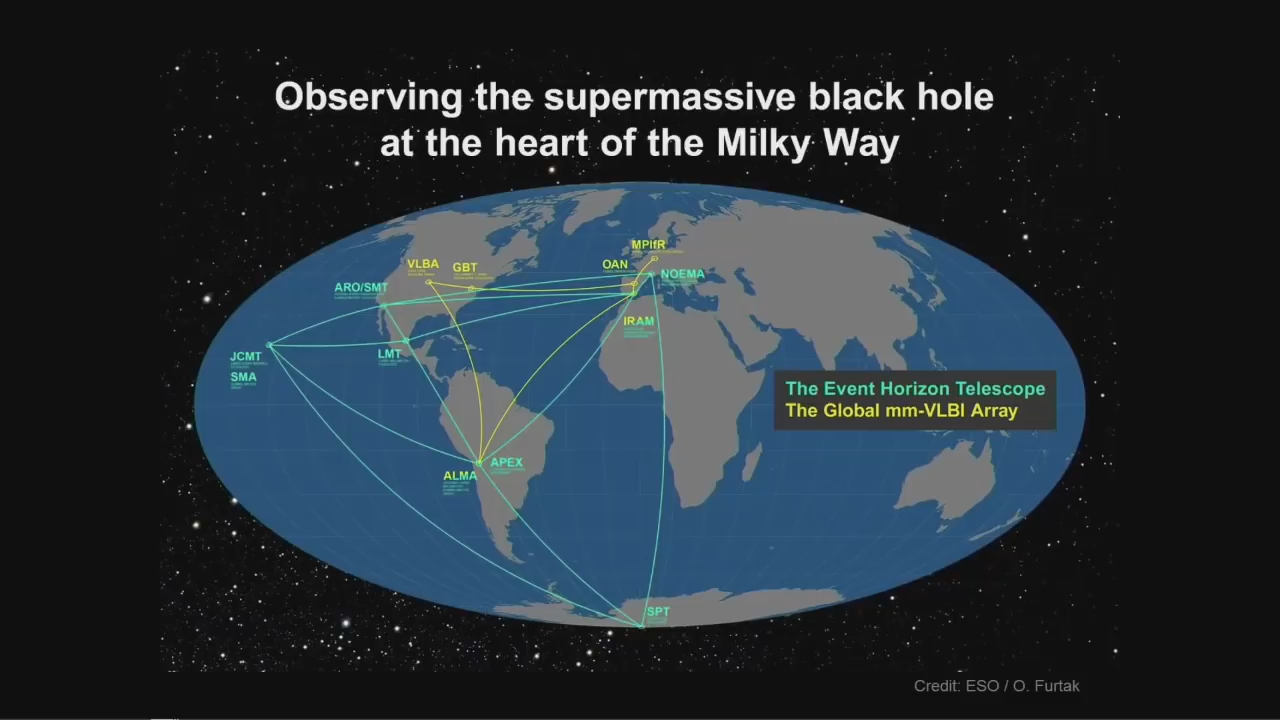 Observing the supermassive black hole
at the heart of the Milky Way
MPIfR
VLBA
GBT
OAN
NOEMA
ARO/SMT
IRAM
JCMT
LMT
SMA
The Event Horizon Telescope
The Global mm-VLBI Array
APEX
ALMA
SPT
Credit: ESO / O. Furtak